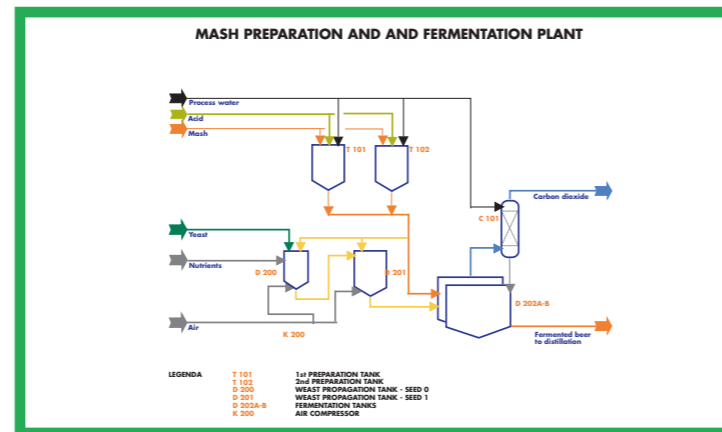 MASH PREPARATION AND AND FERMENTATION PLANT
Process water
Acid
Mash
T 101
T 102
Carbon dioxide
C 101
Yeast
Nutrients
D 200
D 201
D 202A-B
Air
K 200
Fermented beer
to distillation
LEGENDA
T 101 1st PREPARATION TANK
T 102 2nd PREPARATION TANK
D 200 WEAST PROPAGATION TANK - SEED 0
D 201 WEAST PROPAGATION TANK - SEED 1
D 202A-B FERMENTATION TANKS
K 200 AIR COMPRESSOR